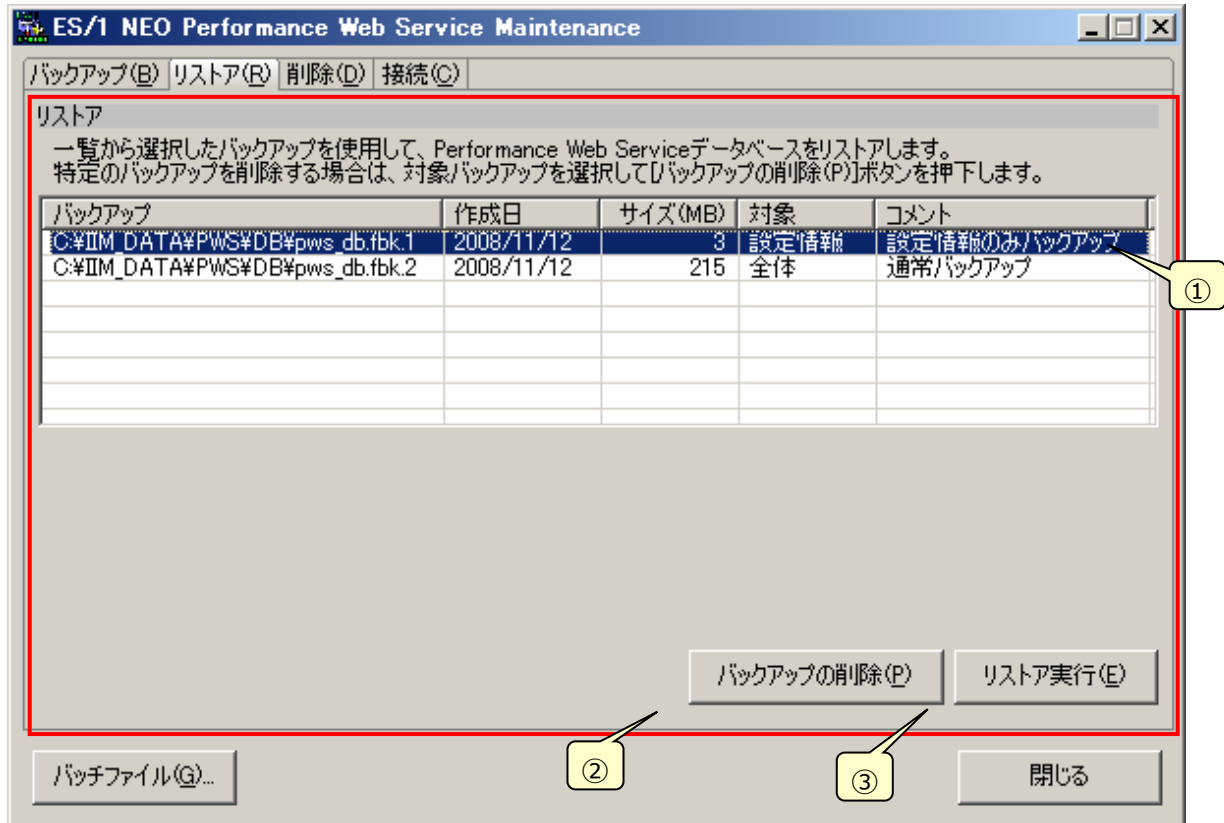 ES/1 NEO Performance Web Service Maintenance
バックアップ(B) リストア(R) 削除(D) 接続(C)
リストア
一覧から選択したバックアップを使用して、Performance Web Serviceデータベースをリストアします。
特定のバックアップを削除する場合は、対象バックアップを選択して[バックアップの削除(P)]ボタンを押下します。
バックアップ 作成日 サイズ(MB) 対象 コメント
C:¥IIM_DATA¥PWS¥DB¥pws_db.fbk.1 2008/11/12 3 設定情報 設定情報のみバックアップ
C:¥IIM_DATA¥PWS¥DB¥pws_db.fbk.2 2008/11/12 215 全体 通常バックアップ
①
バックアップの削除(P) リストア実行(E)
② ③
バッチファイル(G)... 閉じる